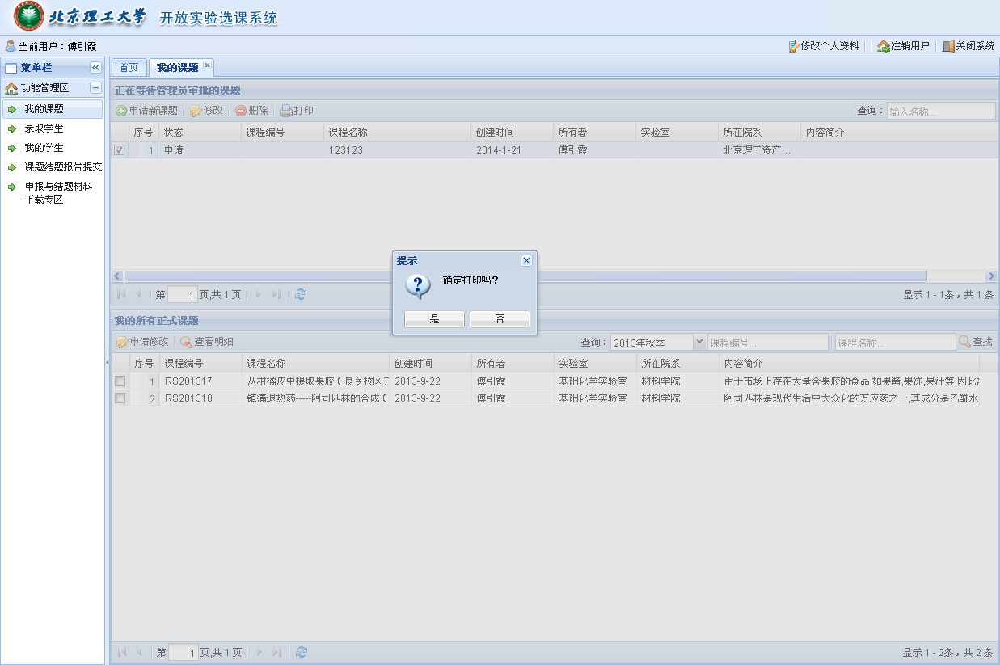 北京理工大学 开放实验选课系统
当前用户：傅引霞 修改个人资料 注销用户 关闭系统
菜单栏
功能管理区
我的课题
录取学生
我的学生
课题结题报告提交
申报与结题材料
下载专区
首页 我的课题
正在等待管理员审批的课题
申请新课题 修改 删除 打印 查询： 输入名称...
序号 状态 课程编号 课程名称 创建时间 所有者 实验室 所在院系 内容简介
1 申请 123123 2014-1-21 傅引霞 北京理工资产...
第 1 页,共 1 页 显示 1 - 1条，共 1 条
提示
确定打印吗?
是 否
我的所有正式课题
申请修改 查看明细 查询： 2013年秋季 课程编号... 课程名称... 查找
序号 课程编号 课程名称 创建时间 所有者 实验室 所在院系 内容简介
1 RS201317 从柑橘皮中提取果胶（良乡校区开 2013-9-22 傅引霞 基础化学实验室 材料学院 由于市场上存在大量含果胶的食品,如果酱,果冻,果汁等,因此
2 RS201318 镇痛退热药-----阿司匹林的合成（ 2013-9-22 傅引霞 基础化学实验室 材料学院 阿司匹林是现代生活中大众化的万应药之一,其成分是乙酰水
第 1 页,共 1 页 显示 1 - 2条，共 2 条